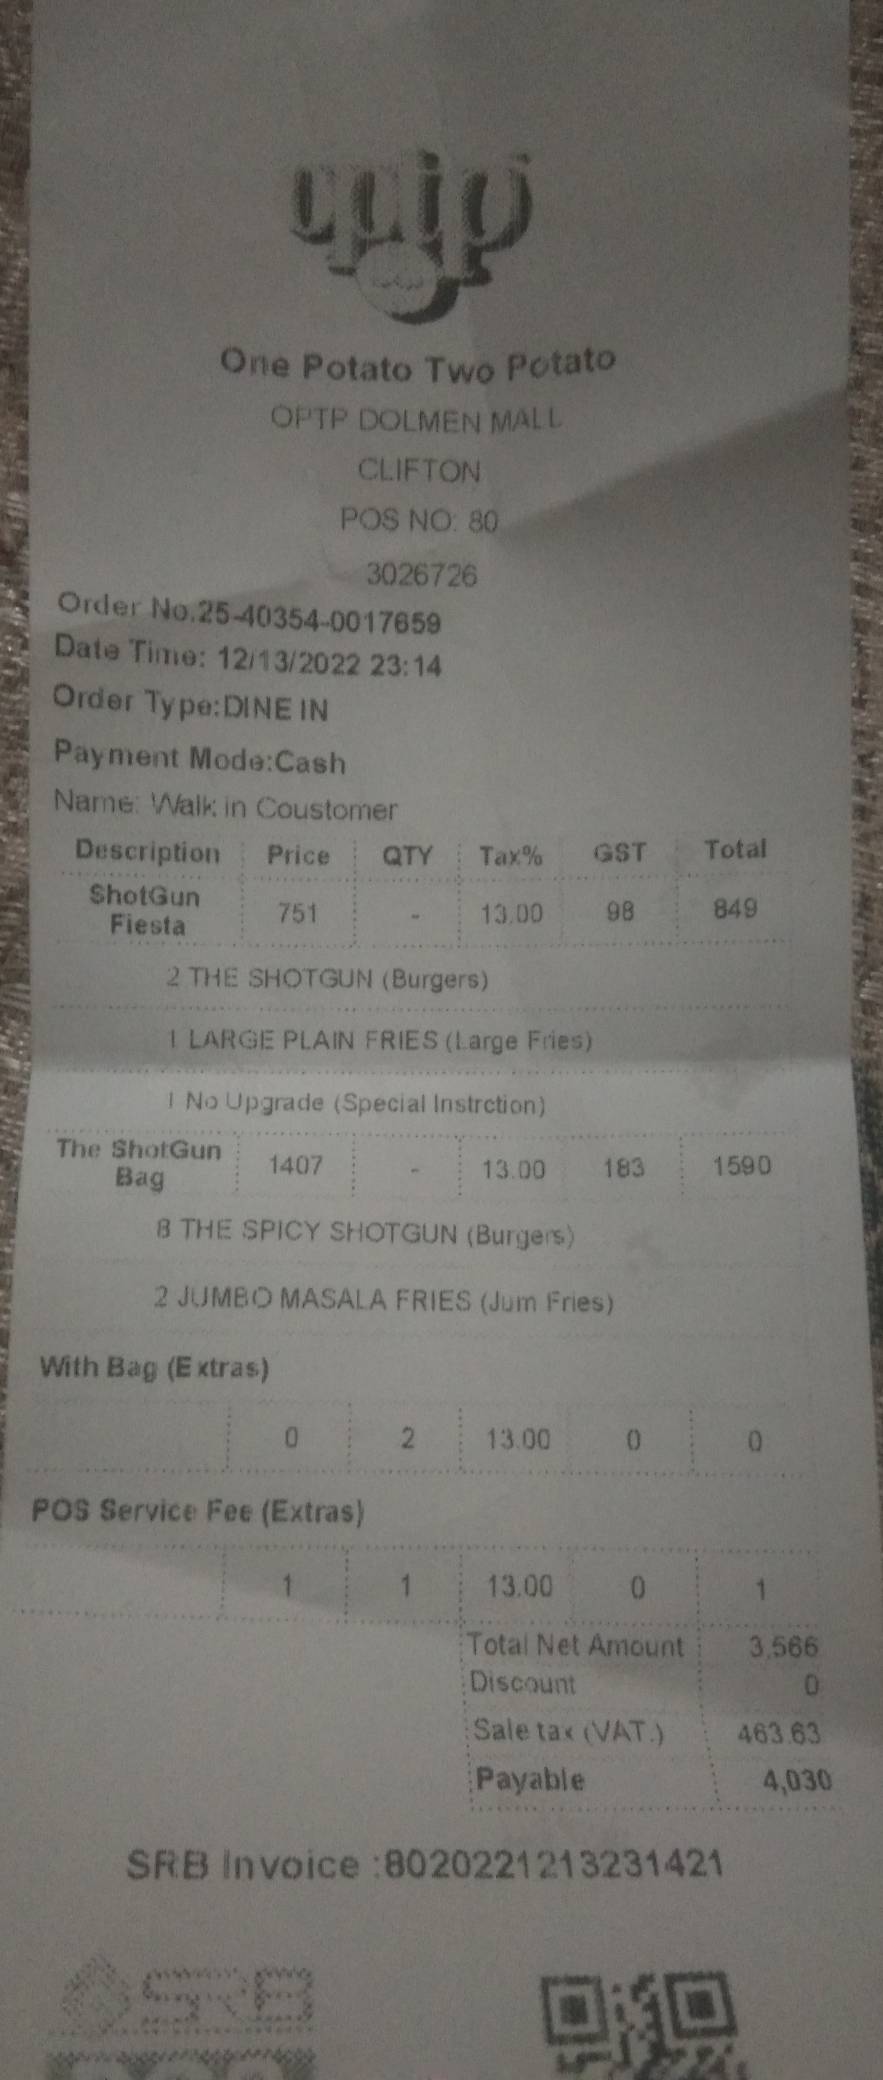 One Potato Two Potato
OPTP DOLMEN MALL
CLIFTON
POS NO: 80
3026726
Order No.25-40354-0017659
Date Time: 12/13/2022 23:14
Order Type:DINE IN
Payment Mode:Cash
Name: Walk in Coustomer
Description Price QTY Tax% GST Total
ShotGun
Fiesta 751 - 13.00 98 849
2 THE SHOTGUN (Burgers)
1 LARGE PLAIN FRIES (Large Fries)
1 No Upgrade (Special Instrction)
The ShotGun
Bag 1407 - 13.00 183 1590
8 THE SPICY SHOTGUN (Burgers)
2 JUMBO MASALA FRIES (Jum Fries)
With Bag (Extras)
0 2 13.00 0 0
POS Service Fee (Extras)
1 1 13.00 0 1
Total Net Amount 3,566
Discount 0
Sale tax (VAT.) 463.63
Payable 4,030
SRB Invoice :8020221213231421
SRB